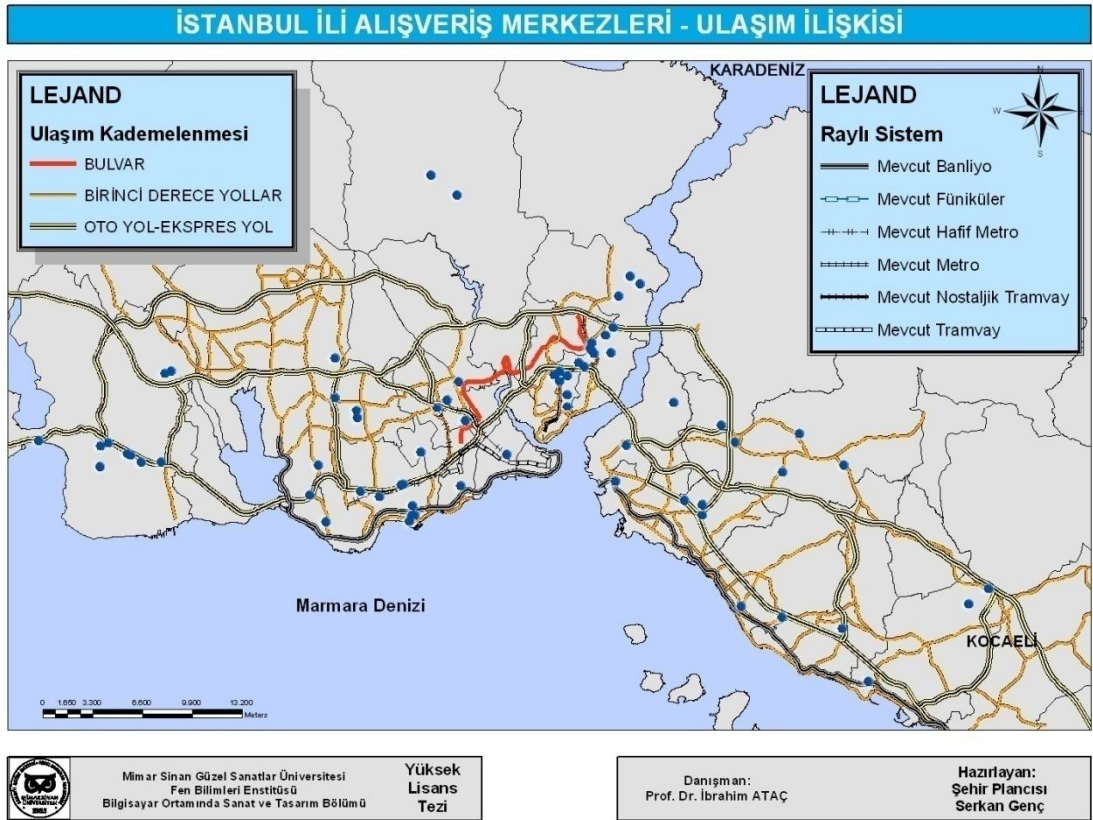 İSTANBUL İLİ ALIŞVERİŞ MERKEZLERİ - ULAŞIM İLİŞKİSİ
KARADENİZ
LEJAND
Ulaşım Kademelenmesi
BULVAR
BİRİNCİ DERECE YOLLAR
OTO YOL-EKSPRES YOL
LEJAND
N
W
S
Raylı Sistem
Mevcut Banliyo
Mevcut Füniküler
Mevcut Hafif Metro
Mevcut Metro
Mevcut Nostaljik Tramvay
Mevcut Tramvay
Marmara Denizi
KOCAELİ
0 1.650 3.300 6.600 9.900 13.200
Meters
Mimar Sinan Güzel Sanatlar Üniversitesi
Fen Bilimleri Enstitüsü
Bilgisayar Ortamında Sanat ve Tasarım Bölümü
Yüksek
Lisans
Tezi
Danışman:
Prof. Dr. İbrahim ATAÇ
Hazırlayan:
Şehir Plancısı
Serkan Genç